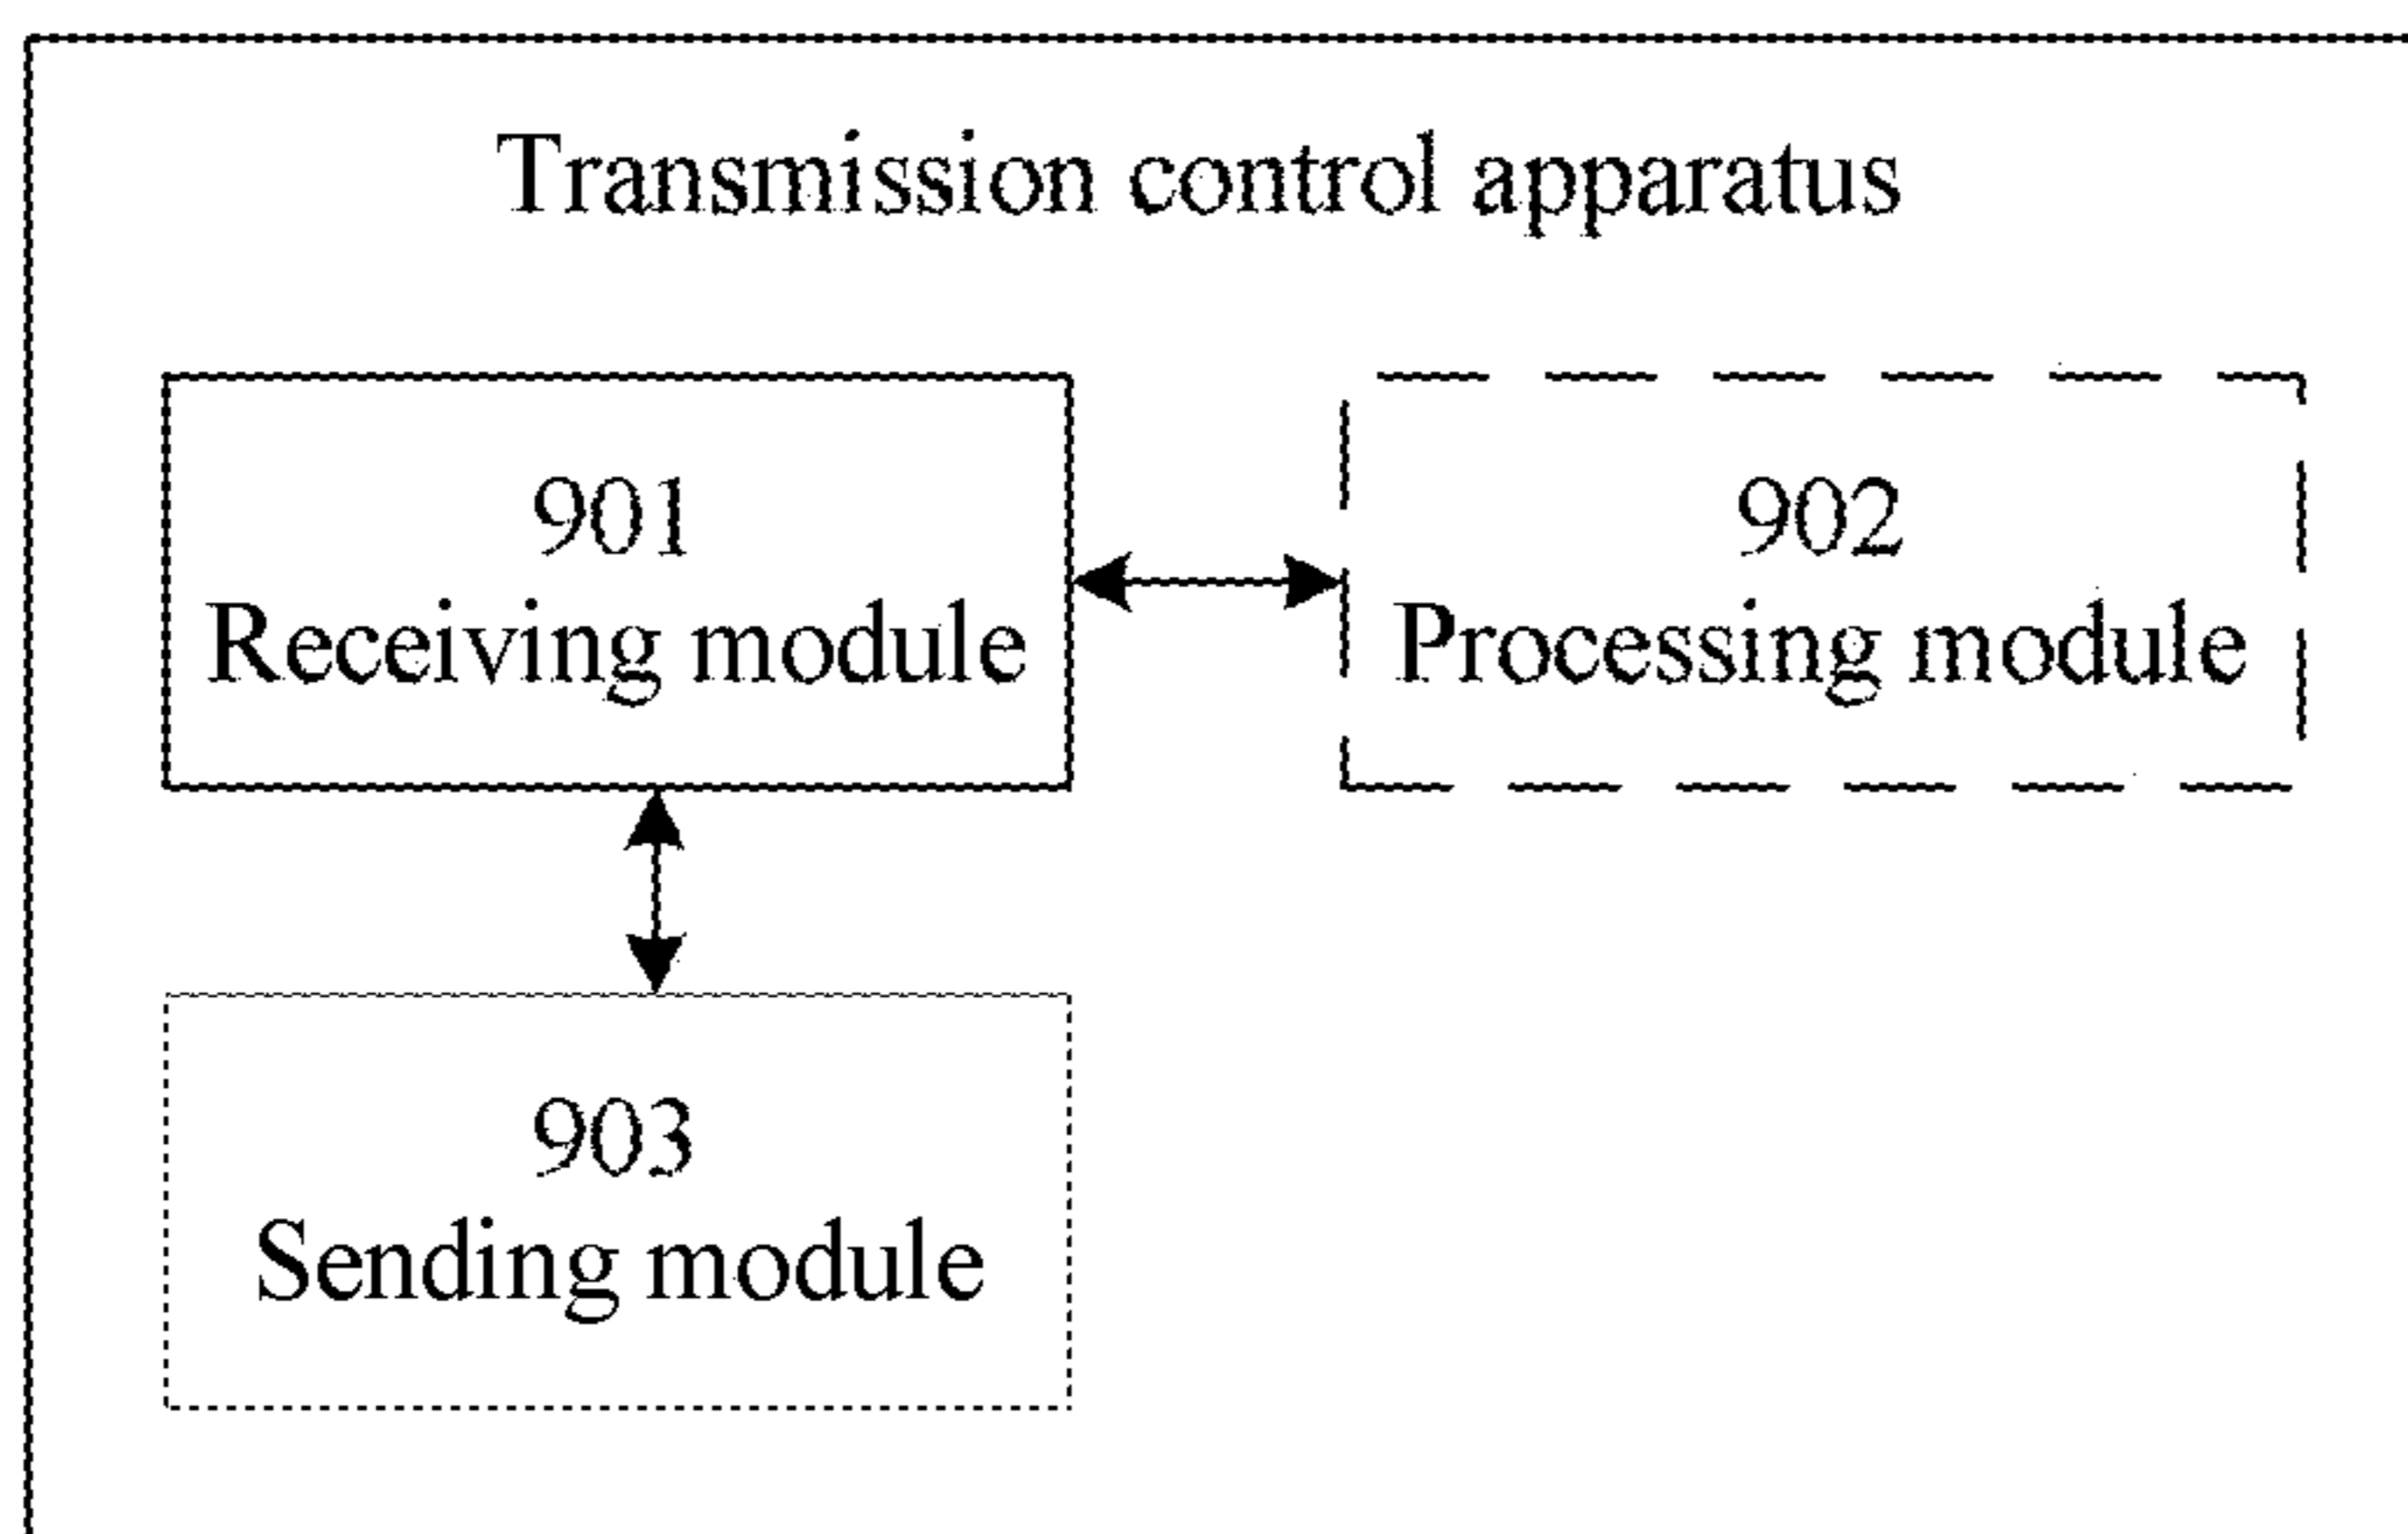 Transmission control apparatus
901
Receiving module
902
Processing module
903
Sending module